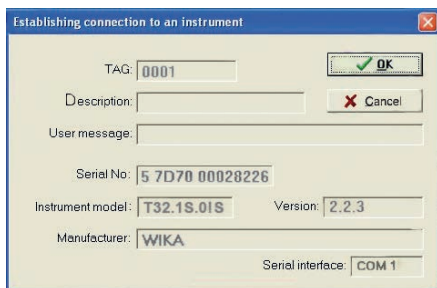 Establishing connection to an instrument
TAG: 0001
OK
Description:
Cancel
User message:
Serial No: 5 7D70 00028226
Instrument model: T32.1S.0IS Version: 2.2.3
Manufacturer: WIKA
Serial interface: COM 1